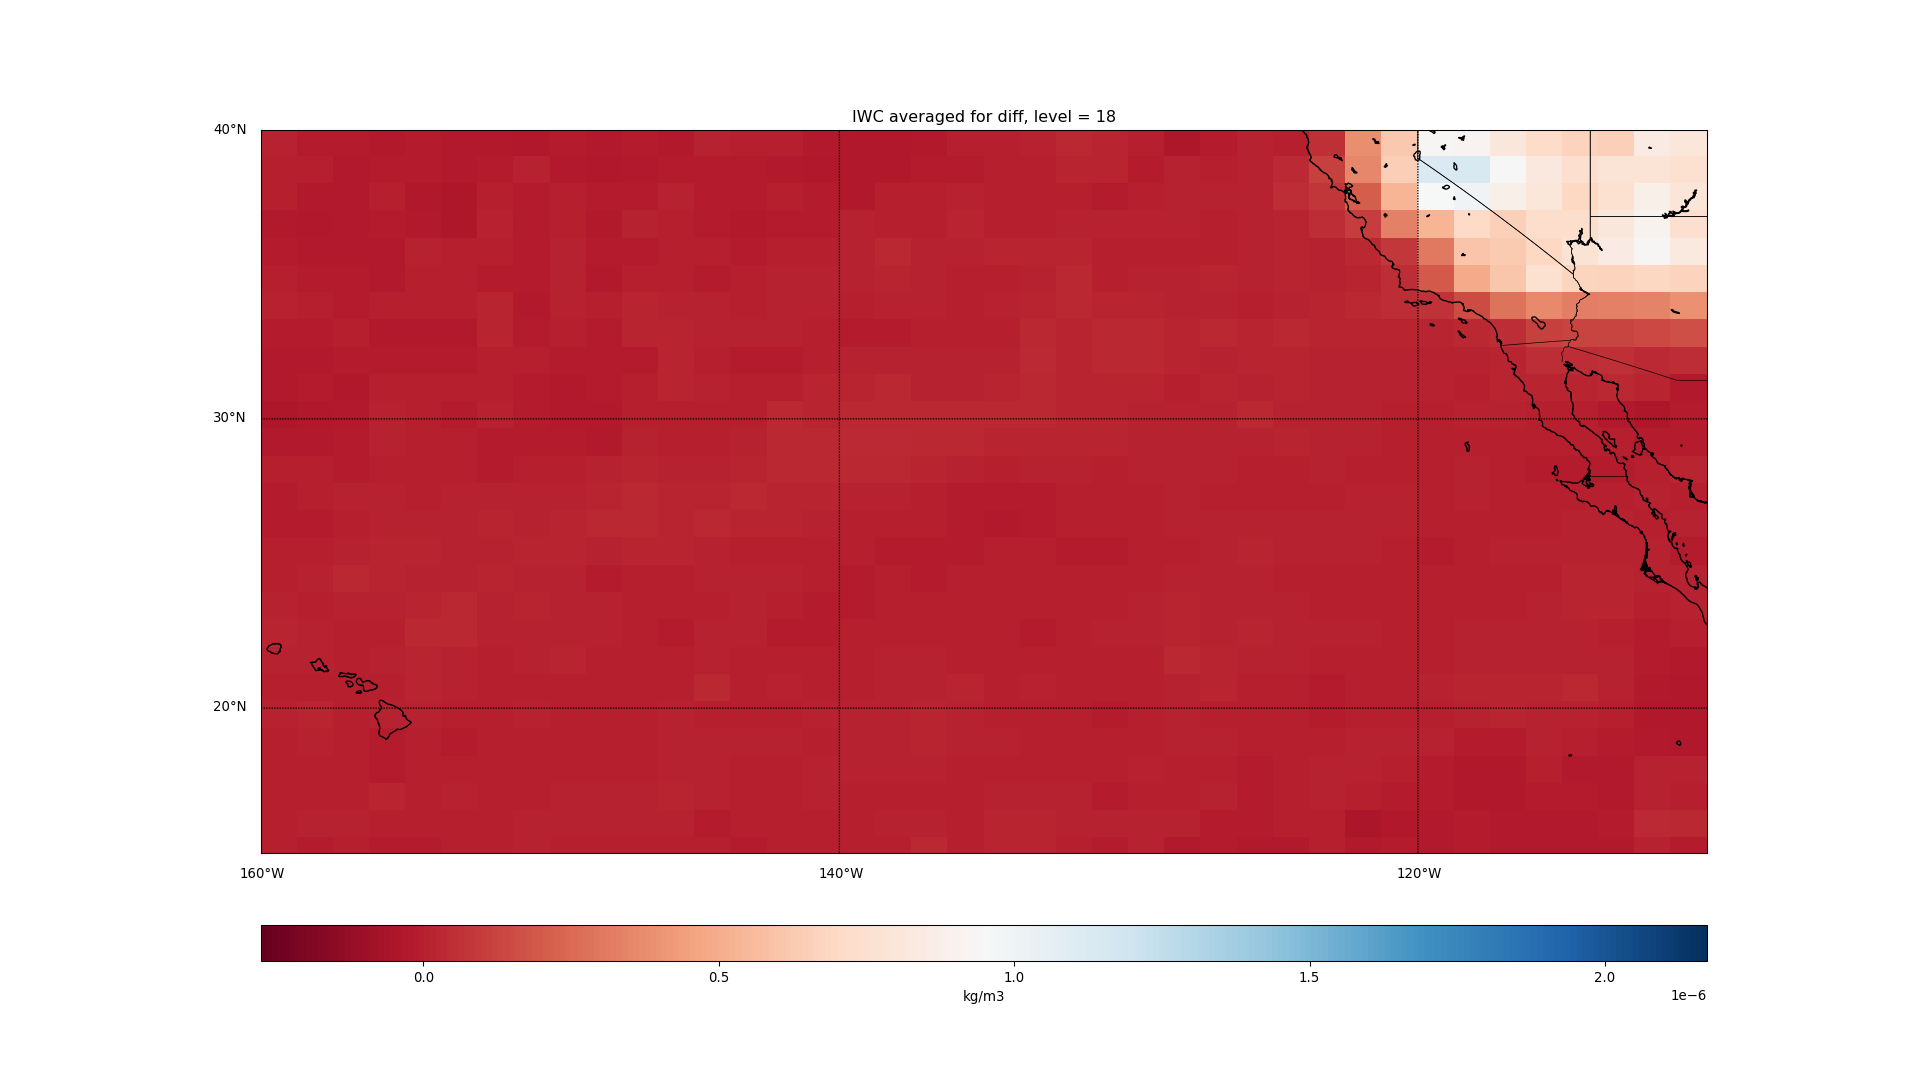 IWC averaged for diff, level = 18
40°N
30°N
20°N
160°W 140°W 120°W
0.0 0.5 1.0 1.5 2.0
kg/m3
1e−6